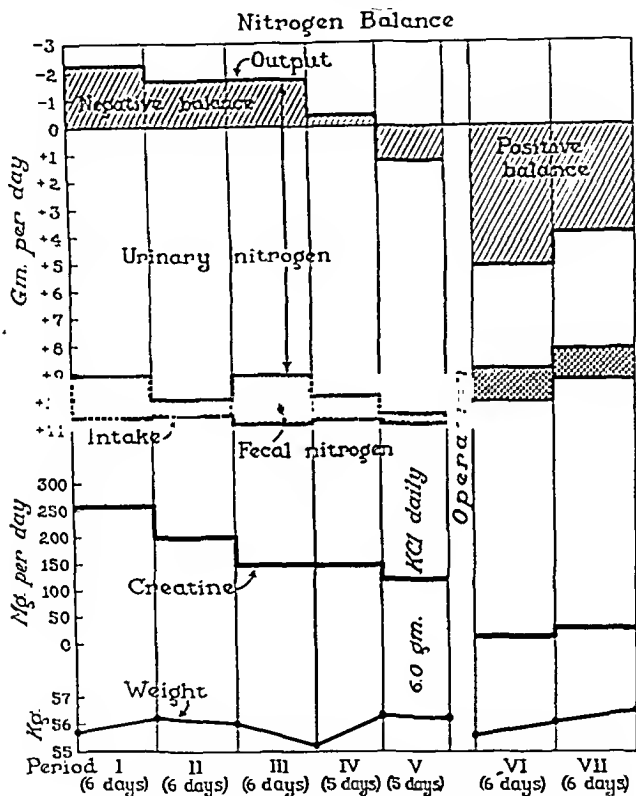 Nitrogen Balance
-3
-2
-1
0
+1
+2
+3
+4
+5
+6
+7
+8
+9
+11
Gm. per day
Output
Negative balance
Positive
balance
Urinary nitrogen
Intake
Fecal nitrogen
Opera
300
250
200
150
100
50
0
Mg. per day
Creatine
6.0 gm. KCl daily
57
56
55
Kg.
Weight
Period I II III IV V VI VII
(6 days) (6 days) (6 days) (5 days) (5 days) (6 days) (6 days)